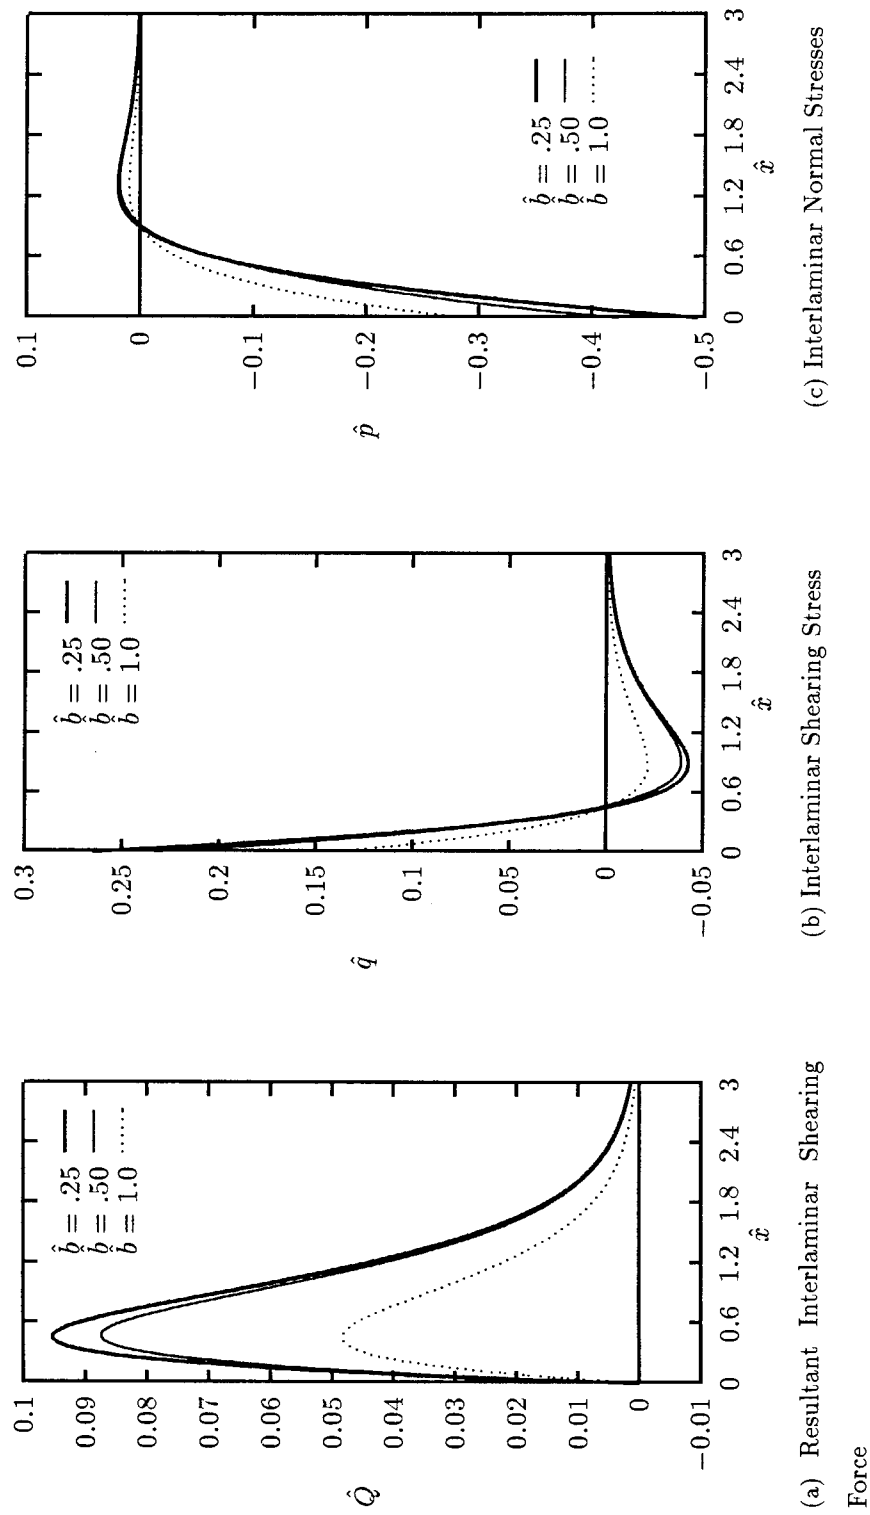 0.1
0.09
0.08
0.07
0.06
0.05
0.04
0.03
0.02
0.01
0
−0.01
Q̂
b̂ = .25
b̂ = .50
b̂ = 1.0
0 0.6 1.2 1.8 2.4 3
x̂
(a) Resultant Interlaminar Shearing
Force
0.3
0.25
0.2
0.15
0.1
0.05
0
−0.05
q̂
b̂ = .25
b̂ = .50
b̂ = 1.0
0 0.6 1.2 1.8 2.4 3
x̂
(b) Interlaminar Shearing Stress
0.1
0
−0.1
−0.2
−0.3
−0.4
−0.5
p̂
b̂ = .25
b̂ = .50
b̂ = 1.0
0 0.6 1.2 1.8 2.4 3
x̂
(c) Interlaminar Normal Stresses